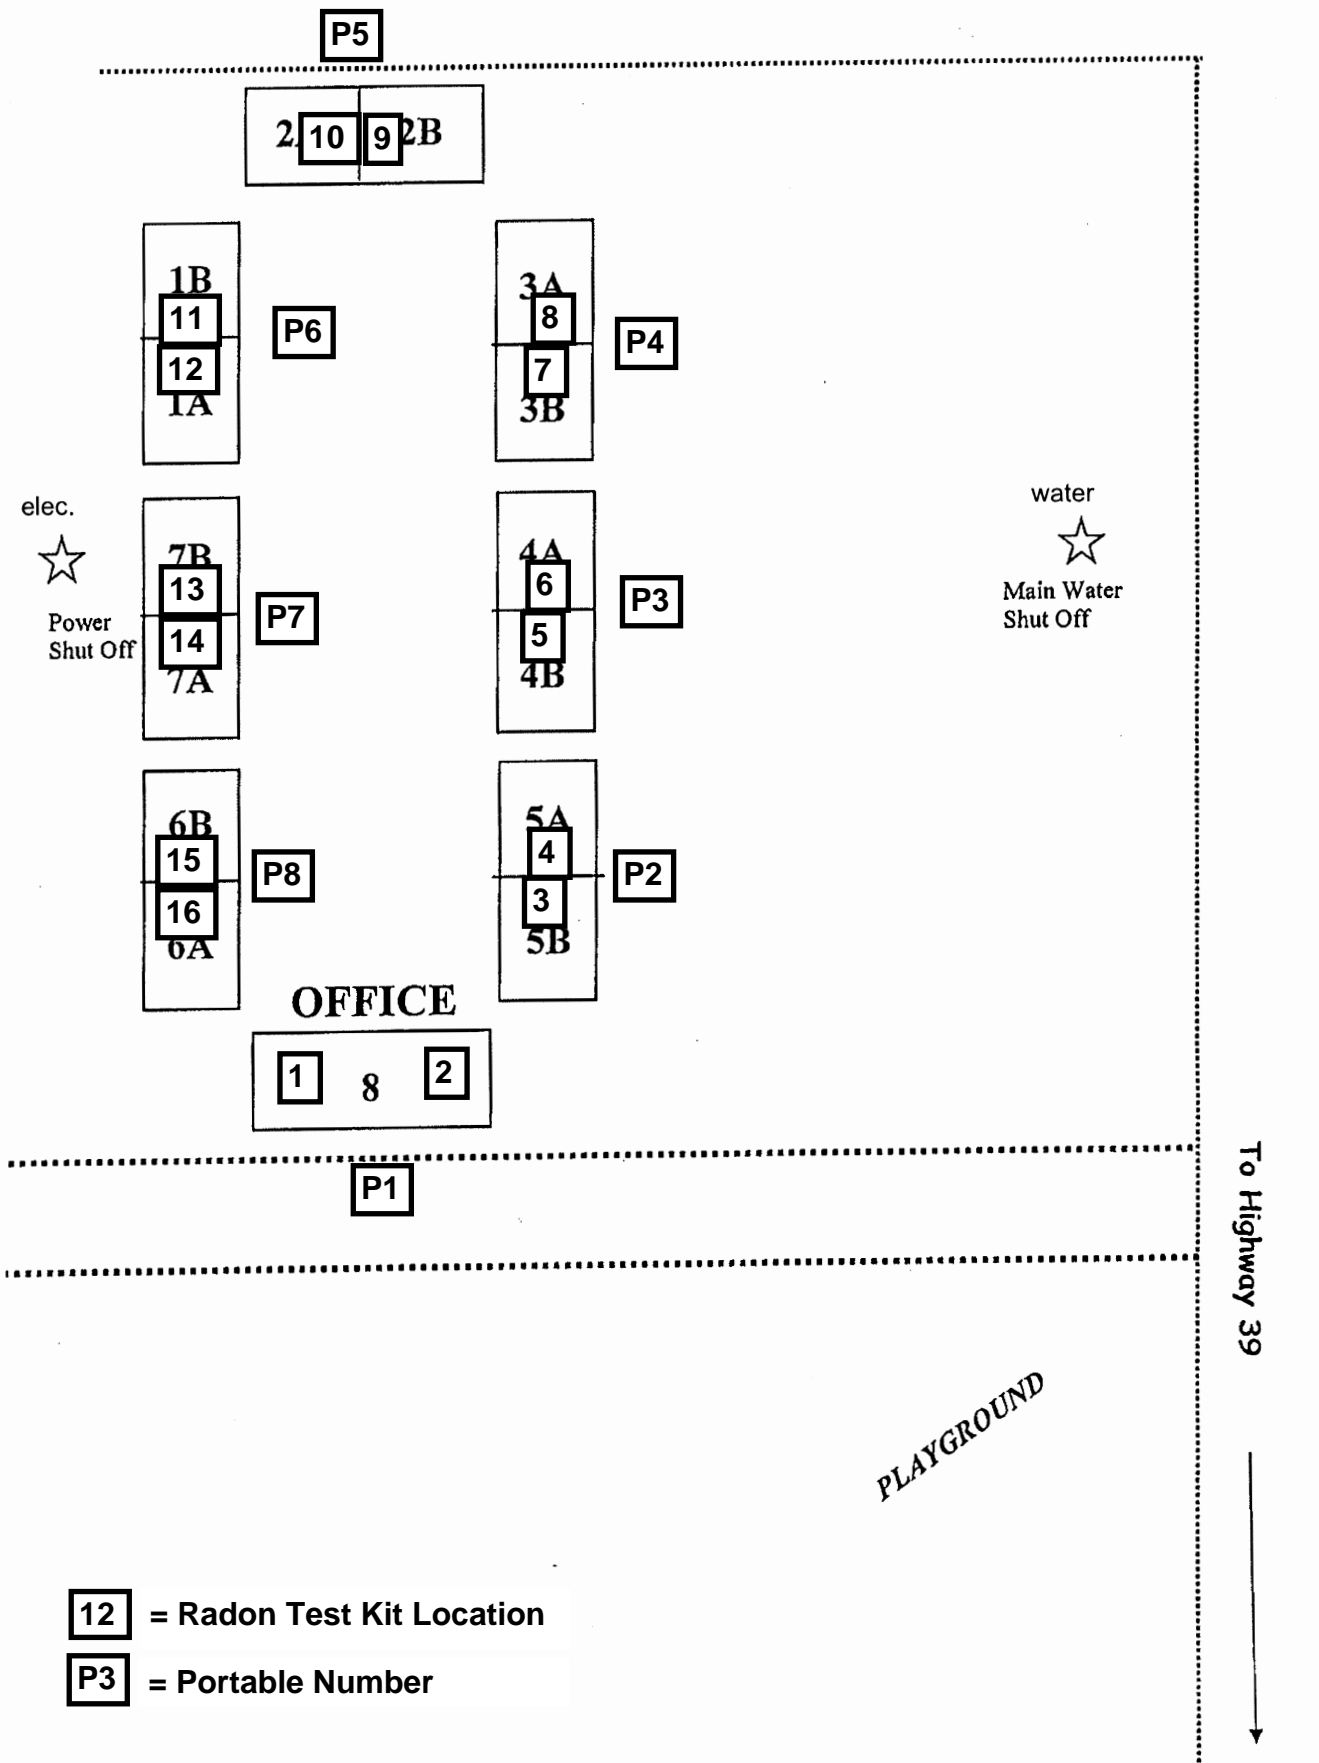 P5
10 9 2B
1B
11
12
1A
P6
3A
8
7
3B
P4
elec.
Power
Shut Off
7B
13
14
7A
P7
4A
6
5
4B
P3
water
Main Water
Shut Off
6B
15
16
6A
P8
5A
4
3
5B
P2
OFFICE
1 8 2
P1
To Highway 39
PLAYGROUND
12 = Radon Test Kit Location
P3 = Portable Number